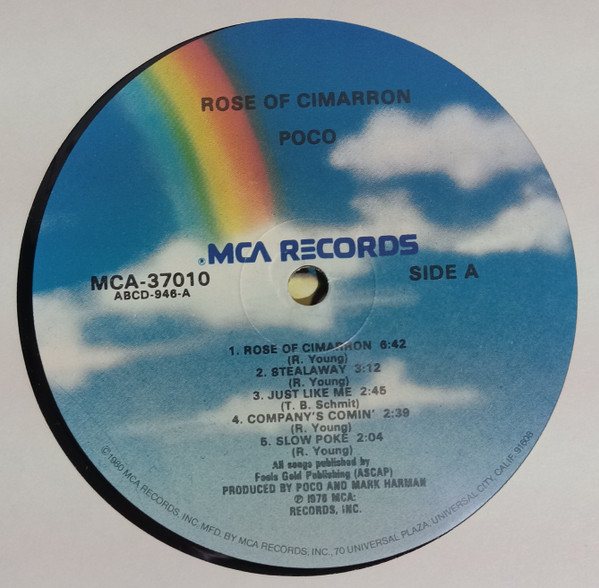 ROSE OF CIMARRON
POCO
®MCA RECORDS
MCA-37010
ABCD-946-A
SIDE A
1. ROSE OF CIMARRON 6:42
(R. Young)
2. STEALAWAY 3:12
(R. Young)
3. JUST LIKE ME 2:45
(T. B. Schmit)
4. COMPANY'S COMIN' 2:39
(R. Young)
5. SLOW POKE 2:04
(R. Young)
All songs published by
Fools Gold Publishing (ASCAP)
PRODUCED BY POCO AND MARK HARMAN
℗ 1976 MCA:
RECORDS, INC.
©1980 MCA RECORDS, INC. MFD. BY MCA RECORDS, INC., 70 UNIVERSAL PLAZA, UNIVERSAL CITY, CALIF. 91608